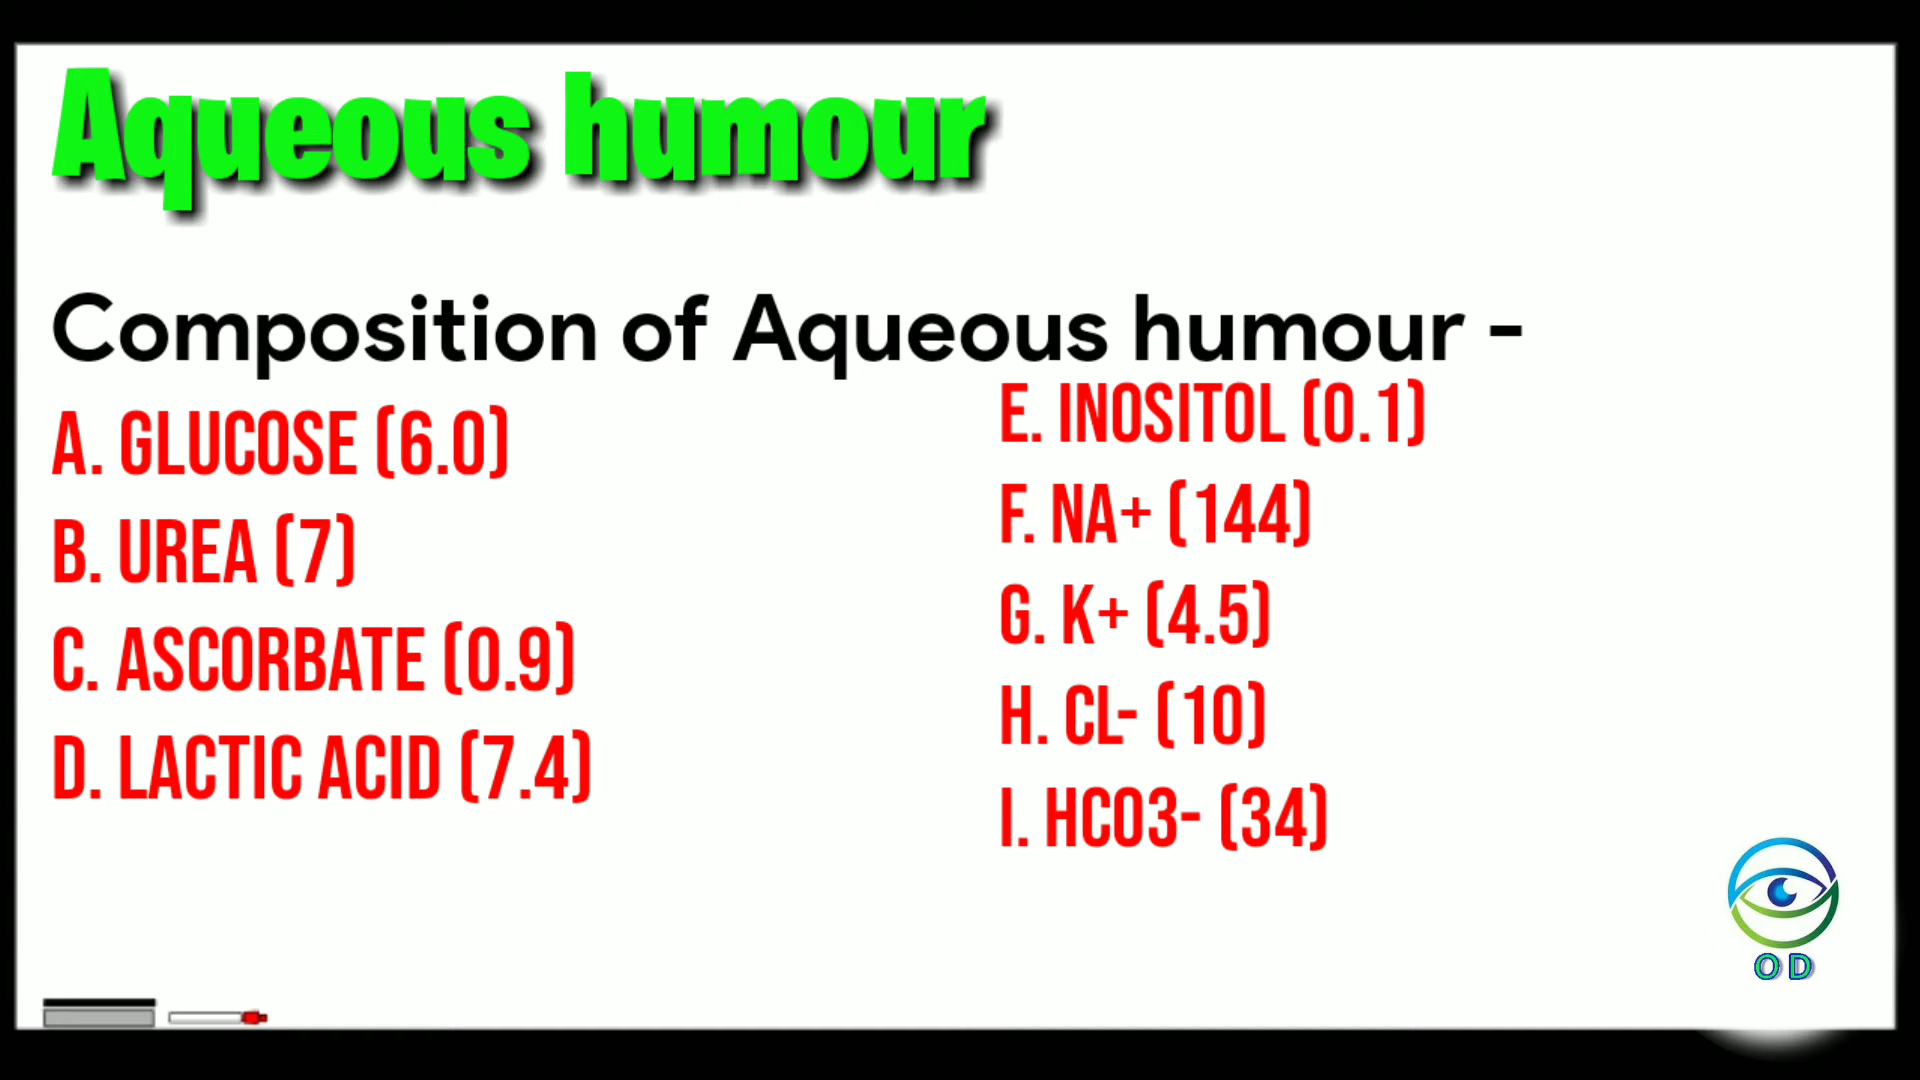 Aqueous humour
Composition of Aqueous humour -
A. GLUCOSE (6.0)
B. UREA (7)
C. ASCORBATE (0.9)
D. LACTIC ACID (7.4)
E. INOSITOL (0.1)
F. NA+ (144)
G. K+ (4.5)
H. CL- (10)
I. HCO3- (34)
OD